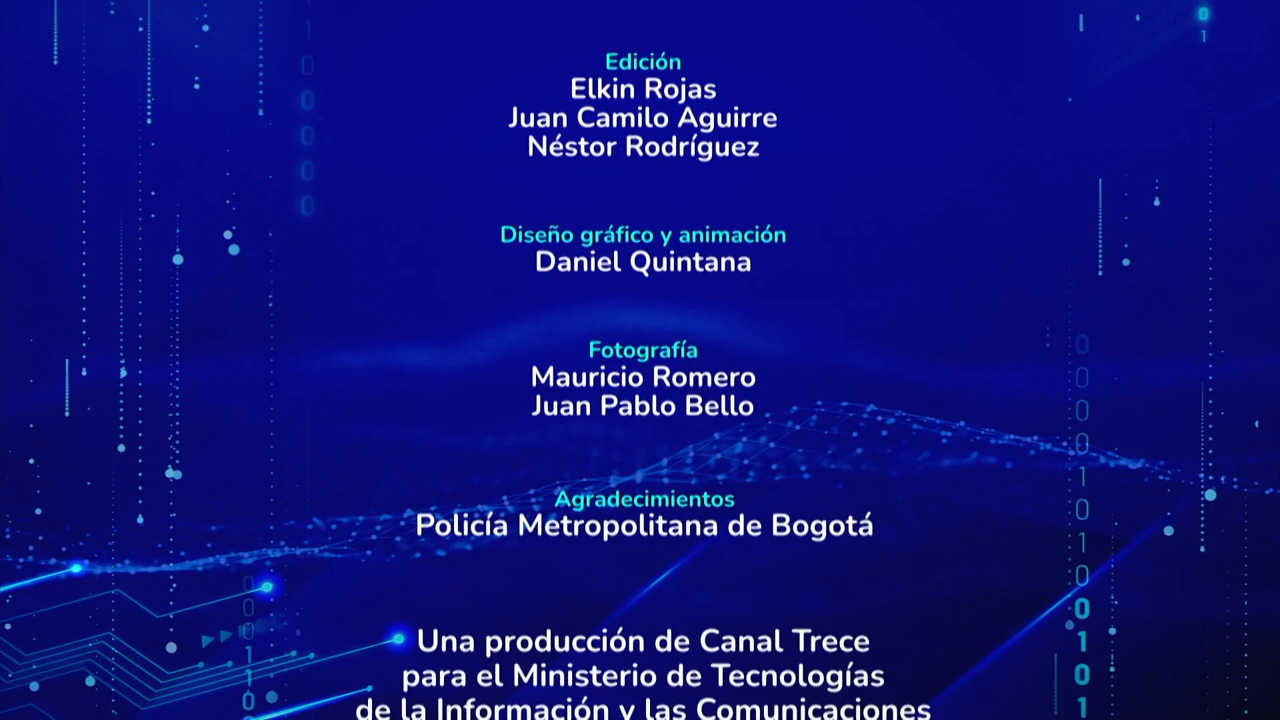 Edición
Elkin Rojas
Juan Camilo Aguirre
Néstor Rodríguez
Diseño gráfico y animación
Daniel Quintana
Fotografía
Mauricio Romero
Juan Pablo Bello
Agradecimientos
Policía Metropolitana de Bogotá
Una producción de Canal Trece
para el Ministerio de Tecnologías
de la Información y las Comunicaciones